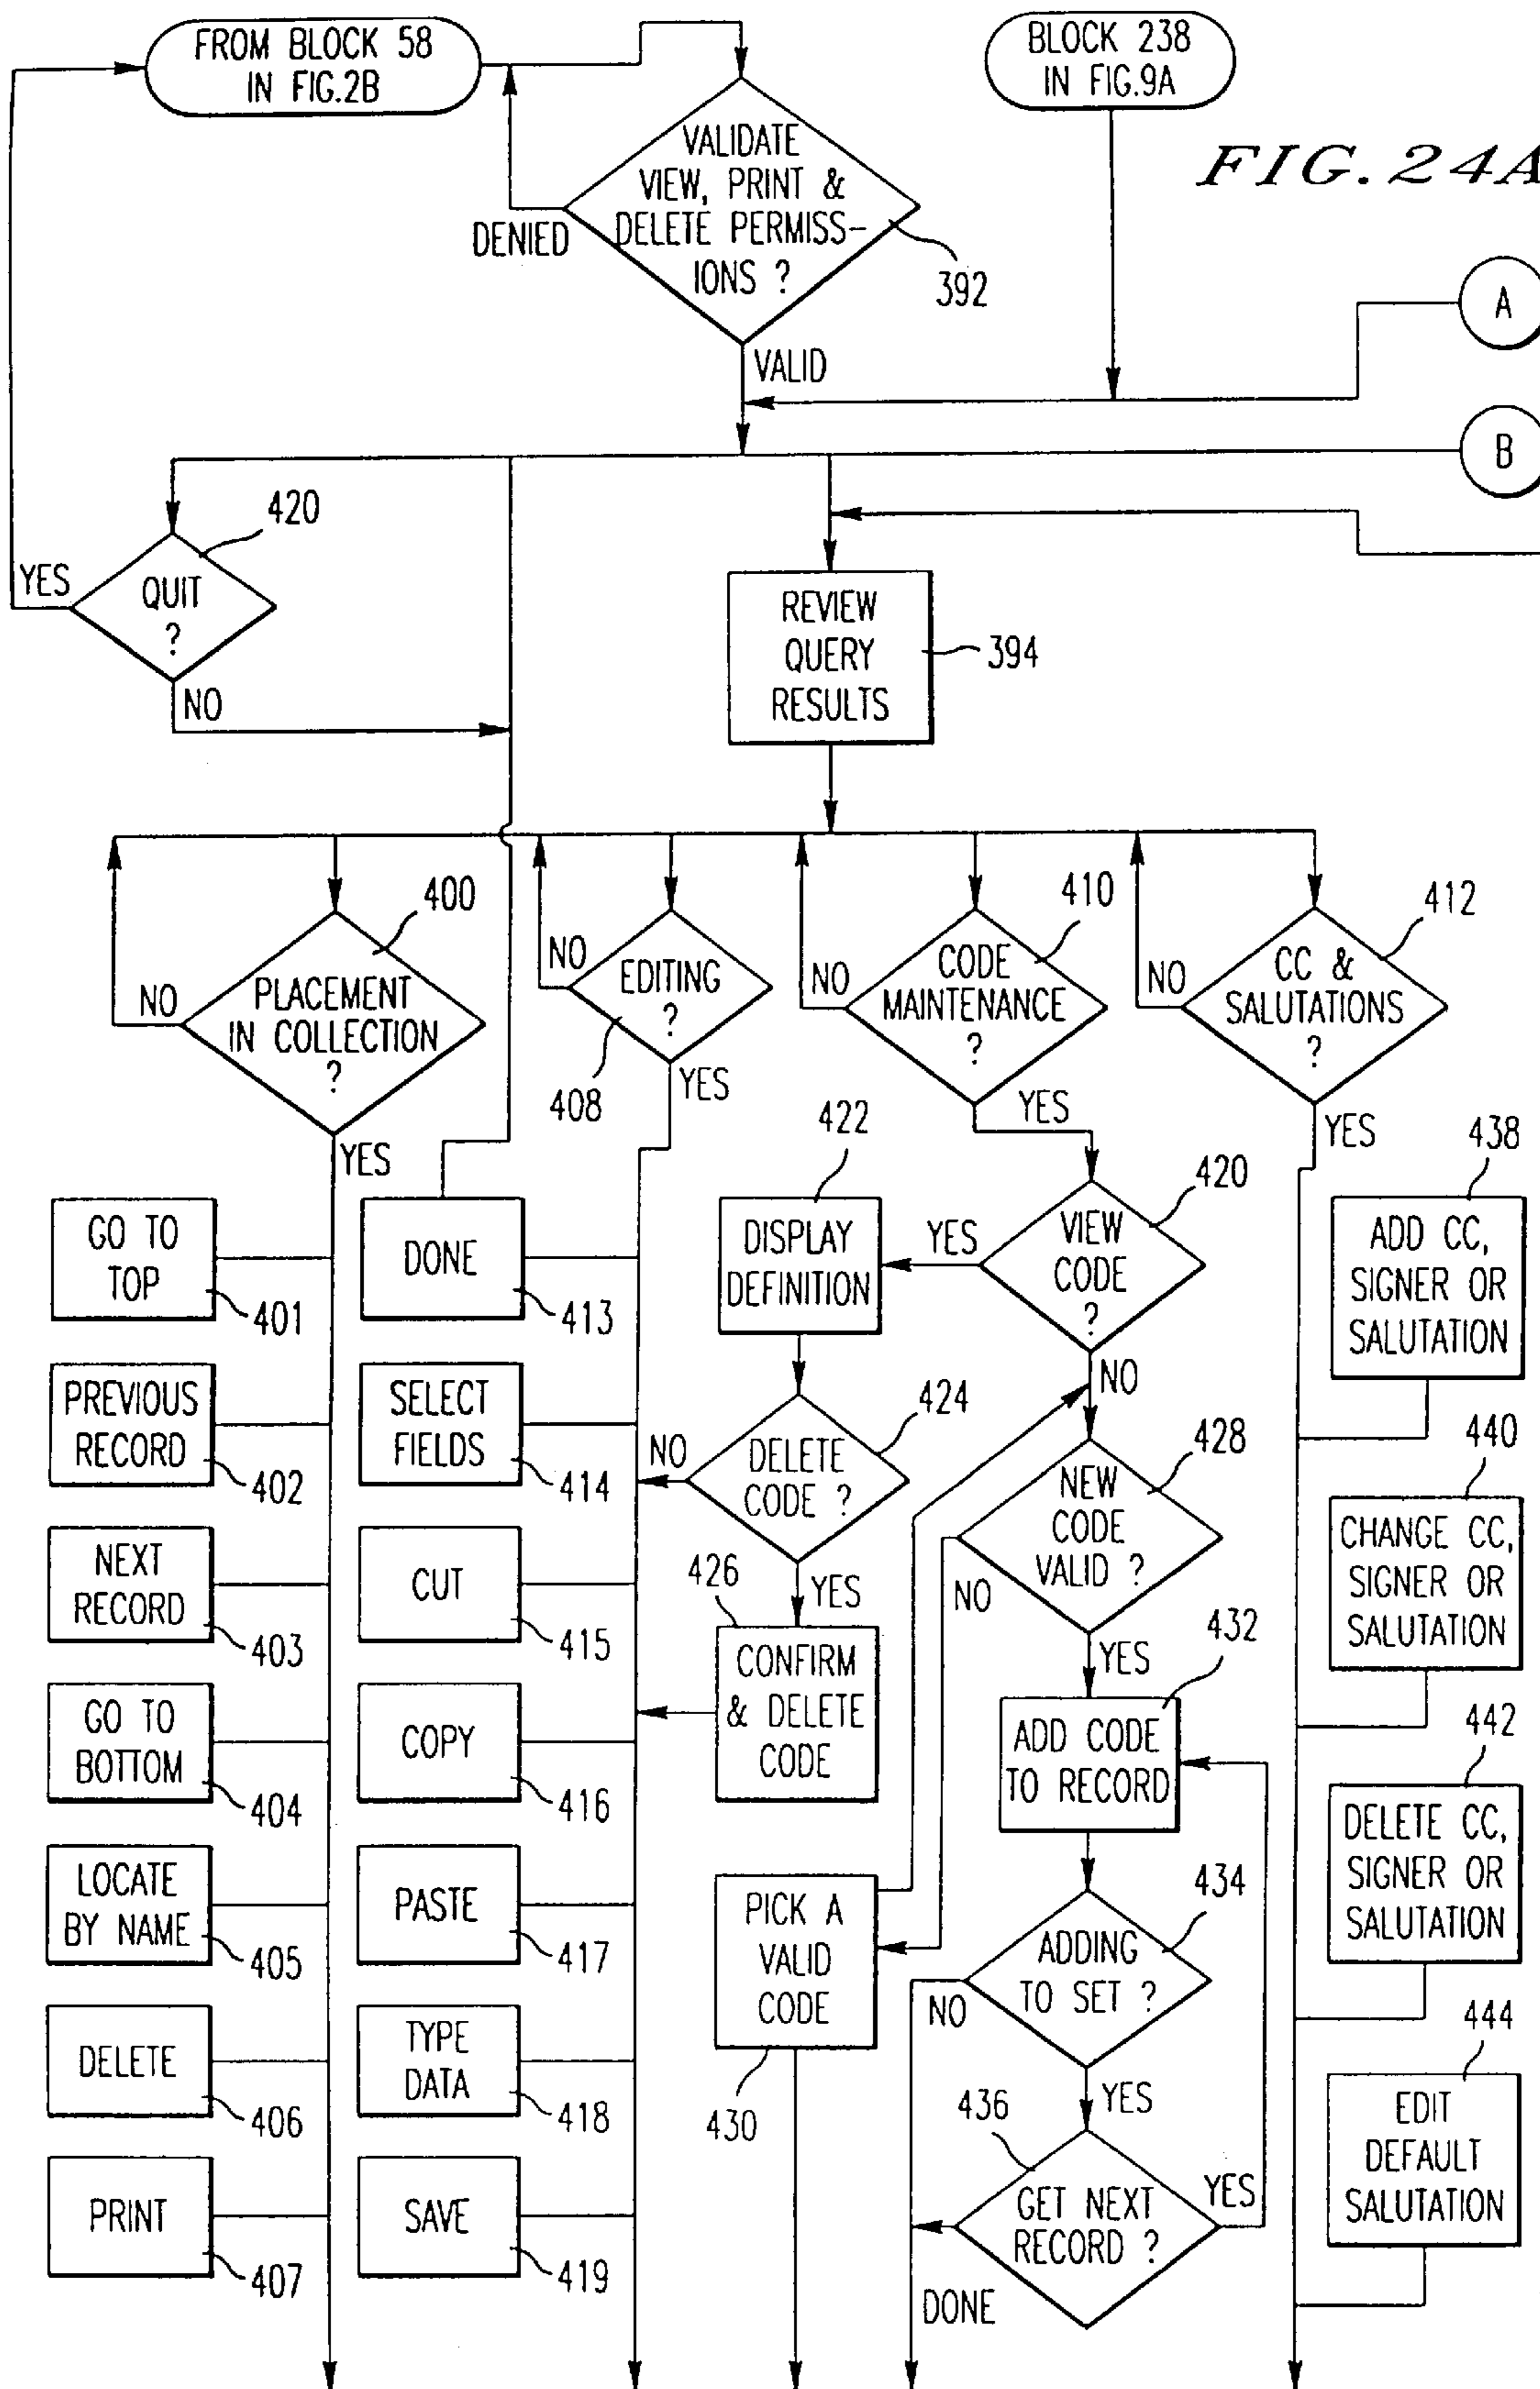 FROM BLOCK 58
IN FIG.2B
BLOCK 238
IN FIG.9A
FIG. 24A
VALIDATE
VIEW, PRINT &
DELETE PERMISS-
IONS ?
DENIED
392
VALID
A
B
420
QUIT
?
YES
NO
REVIEW
QUERY
RESULTS
394
400
PLACEMENT
IN COLLECTION
?
NO
YES
EDITING
?
NO
408
YES
410
CODE
MAINTENANCE
?
NO
YES
412
CC &
SALUTATIONS
?
NO
YES
GO TO
TOP
401
PREVIOUS
RECORD
402
NEXT
RECORD
403
GO TO
BOTTOM
404
LOCATE
BY NAME
405
DELETE
406
PRINT
407
DONE
413
SELECT
FIELDS
414
CUT
415
COPY
416
PASTE
417
TYPE
DATA
418
SAVE
419
422
DISPLAY
DEFINITION
YES
420
VIEW
CODE
?
NO
424
DELETE
CODE ?
NO
YES
426
CONFIRM
& DELETE
CODE
428
NEW
CODE
VALID ?
NO
YES
PICK A
VALID
CODE
430
432
ADD CODE
TO RECORD
434
ADDING
TO SET ?
NO
YES
436
GET NEXT
RECORD ?
YES
DONE
438
ADD CC,
SIGNER OR
SALUTATION
440
CHANGE CC,
SIGNER OR
SALUTATION
442
DELETE CC,
SIGNER OR
SALUTATION
444
EDIT
DEFAULT
SALUTATION